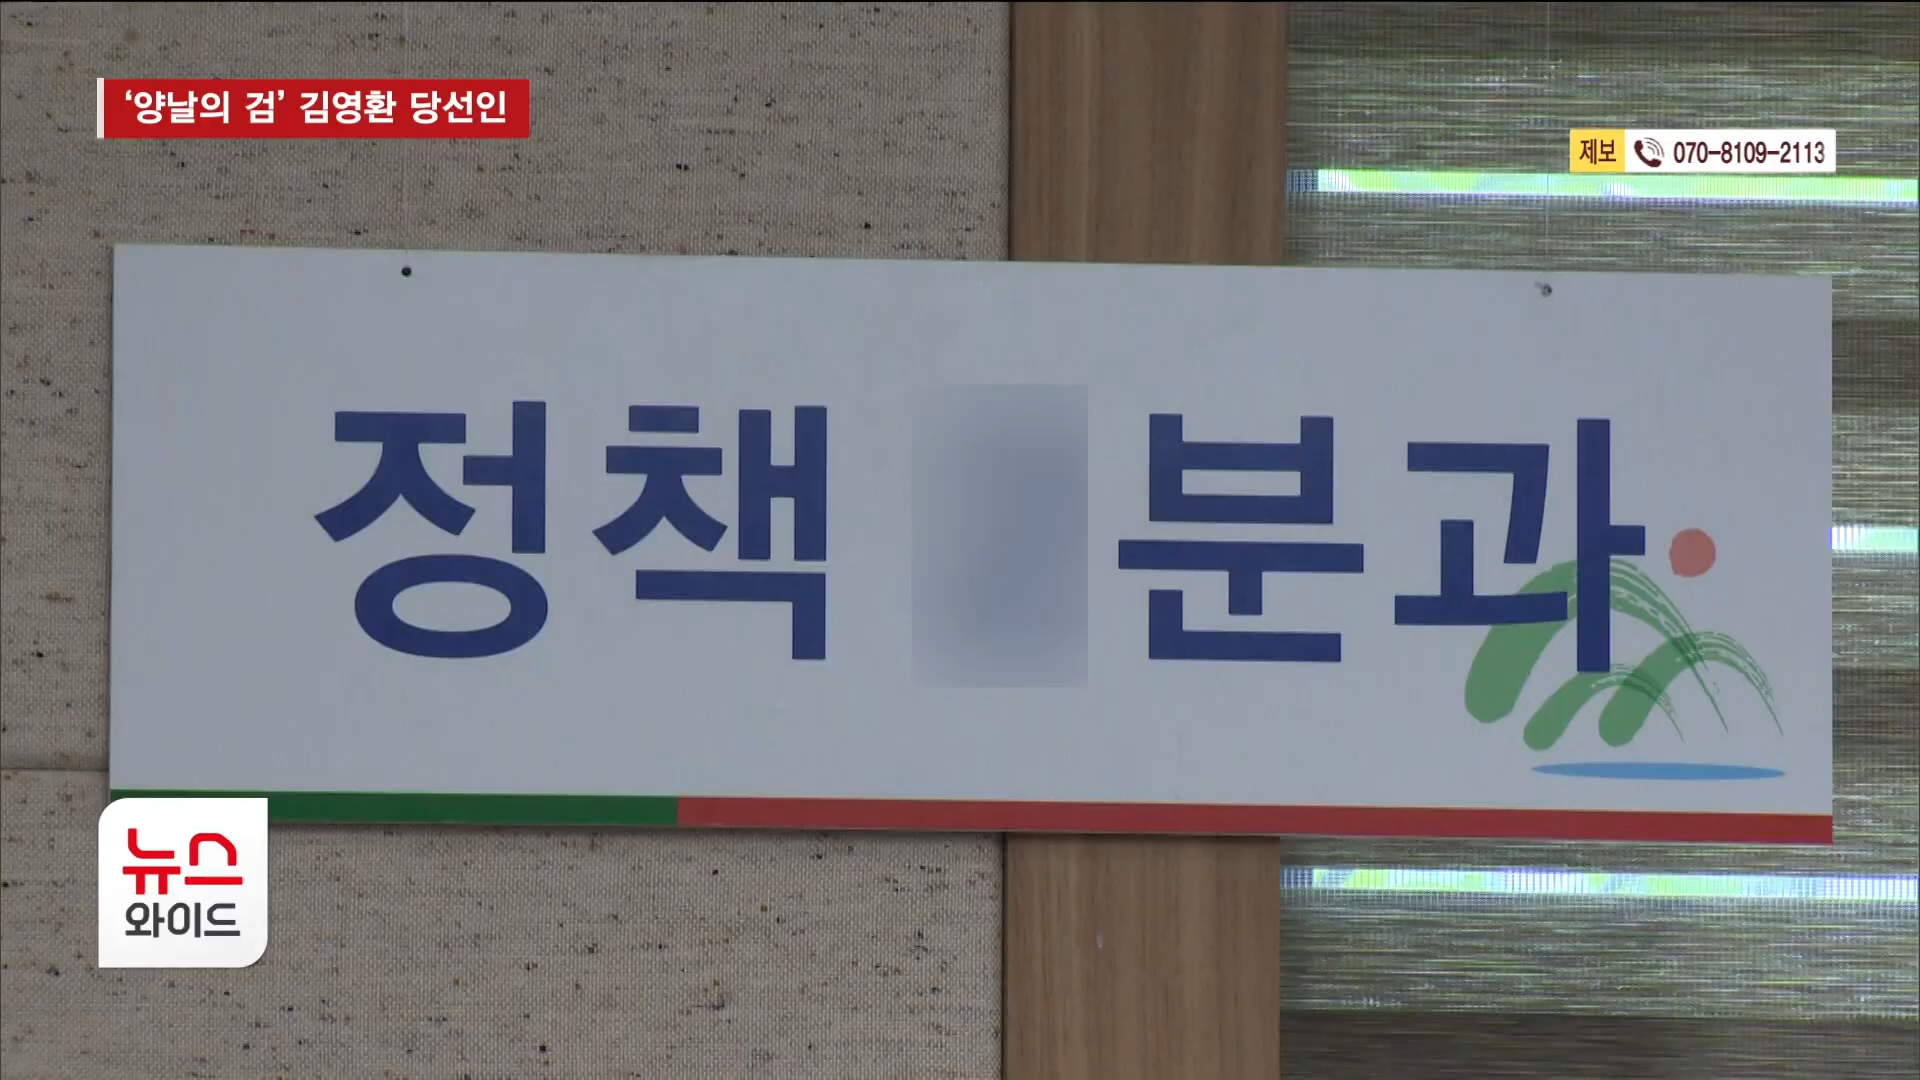 ‘양날의 검’ 김영환 당선인
제보 070-8109-2113
정책 분과
뉴스
와이드